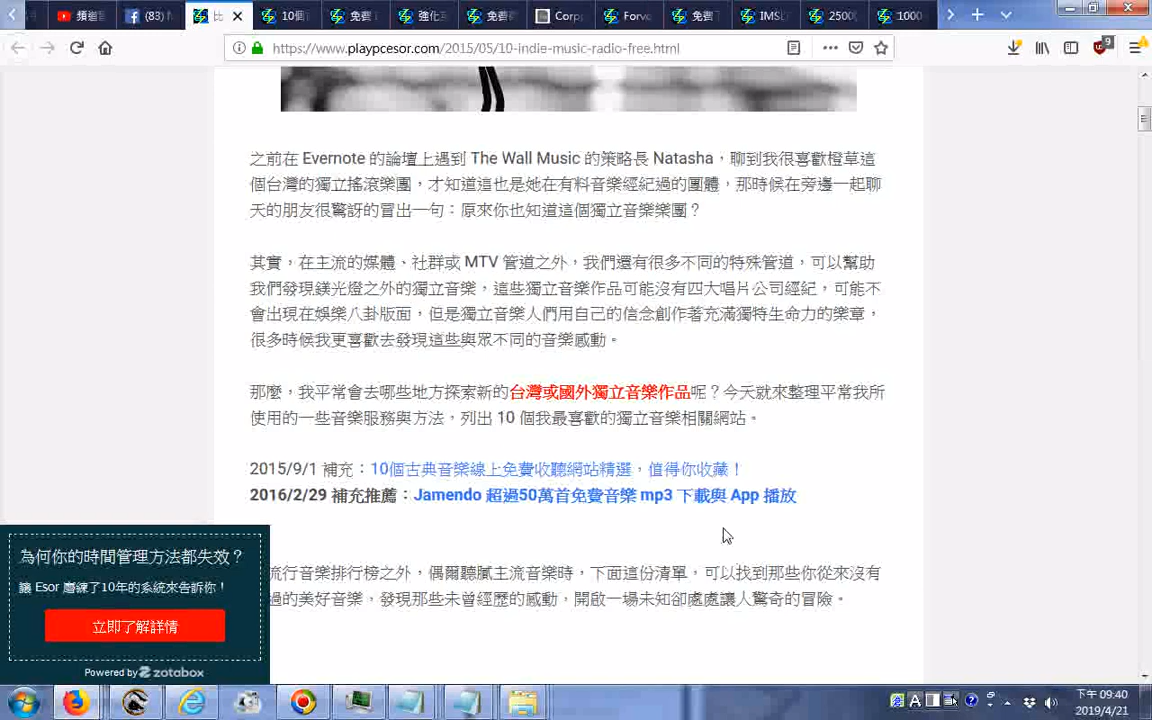 頻道
(83)
比
10個
免費
強化
免費
Corp
Forv
免費
IMSL
2500
1000
https://www.playpcesor.com/2015/05/10-indie-music-radio-free.html
9
之前在 Evernote 的論壇上遇到 The Wall Music 的策略長 Natasha，聊到我很喜歡橙草這
個台灣的獨立搖滾樂團，才知道這也是她在有料音樂經紀過的團體，那時候在旁邊一起聊
天的朋友很驚訝的冒出一句：原來你也知道這個獨立音樂樂團？
其實，在主流的媒體、社群或 MTV 管道之外，我們還有很多不同的特殊管道，可以幫助
我們發現鎂光燈之外的獨立音樂，這些獨立音樂作品可能沒有四大唱片公司經紀，可能不
會出現在娛樂八卦版面，但是獨立音樂人們用自己的信念創作著充滿獨特生命力的樂章，
很多時候我更喜歡去發現這些與眾不同的音樂感動。
那麼，我平常會去哪些地方探索新的台灣或國外獨立音樂作品呢？今天就來整理平常我所
使用的一些音樂服務與方法，列出 10 個我最喜歡的獨立音樂相關網站。
2015/9/1 補充：10個古典音樂線上免費收聽網站精選，值得你收藏！
2016/2/29 補充推薦：Jamendo 超過50萬首免費音樂 mp3 下載與 App 播放
流行音樂排行榜之外，偶爾聽膩主流音樂時，下面這份清單，可以找到那些你從來沒有
過的美好音樂，發現那些未曾經歷的感動，開啟一場未知卻處處讓人驚奇的冒險。
為何你的時間管理方法都失效？
讓 Esor 磨練了10年的系統來告訴你！
立即了解詳情
Powered by zotabox
A
下午 09:40
2019/4/21